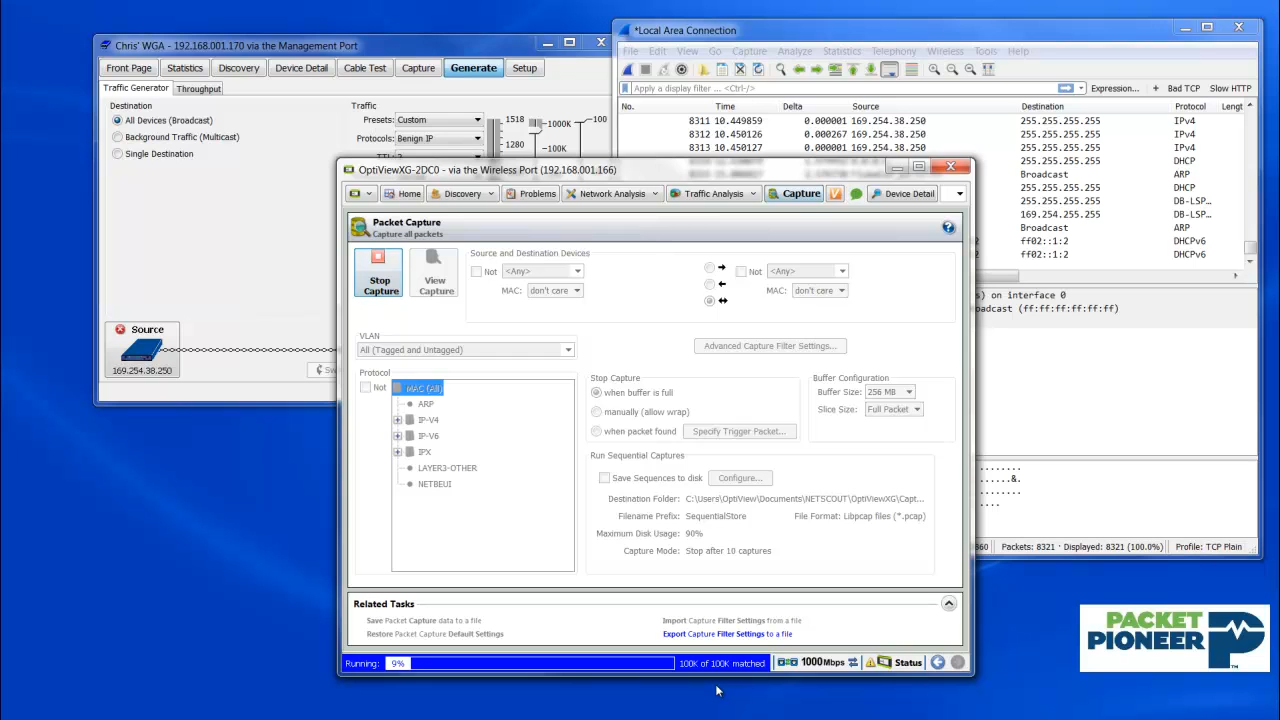 Chris' WGA - 192.168.001.170 via the Management Port
Front Page Statistics Discovery Device Detail Cable Test Capture Generate Setup
Traffic Generator Throughput
Destination
All Devices (Broadcast)
Background Traffic (Multicast)
Single Destination
Traffic
Presets: Custom
Protocols: Benign IP
1518
1280
1000K
100K
100
Source
169.254.38.250
*Local Area Connection
File Edit View Go Capture Analyze Statistics Telephony Wireless Tools Help
Apply a display filter ... <Ctrl-/> Expression... + Bad TCP Slow HTTP
No. Time Delta Source Destination Protocol Lengt
8311 10.449859 0.000001 169.254.38.250 255.255.255.255 IPv4
8312 10.450126 0.000267 169.254.38.250 255.255.255.255 IPv4
8313 10.450127 0.000001 169.254.38.250 255.255.255.255 IPv4
255.255.255.255 DHCP
Broadcast ARP
255.255.255.255 DHCP
255.255.255.255 DB-LSP...
169.254.255.255 DB-LSP...
Broadcast ARP
ff02::1:2 DHCPv6
ff02::1:2 DHCPv6
s) on interface 0
adcast (ff:ff:ff:ff:ff:ff)
........
......&.
........
....
860 Packets: 8321 · Displayed: 8321 (100.0%) Profile: TCP Plain
OptiViewXG-2DC0 - via the Wireless Port (192.168.001.166)
Home Discovery Problems Network Analysis Traffic Analysis Capture Device Detail
Packet Capture
Capture all packets
Stop Capture
View Capture
Source and Destination Devices
Not <Any> Not <Any>
MAC: don't care MAC: don't care
VLAN
All (Tagged and Untagged)
Advanced Capture Filter Settings...
Protocol
Not
MAC (All)
ARP
IP-V4
IP-V6
IPX
LAYER3-OTHER
NETBEUI
Stop Capture
when buffer is full
manually (allow wrap)
when packet found Specify Trigger Packet...
Buffer Configuration
Buffer Size: 256 MB
Slice Size: Full Packet
Run Sequential Captures
Save Sequences to disk Configure...
Destination Folder: C:\Users\OptiView\Documents\NETSCOUT\OptiViewXG\Capt...
Filename Prefix: SequentialStore File Format: Libpcap files (*.pcap)
Maximum Disk Usage: 90%
Capture Mode: Stop after 10 captures
Related Tasks
Save Packet Capture data to a file Import Capture Filter Settings from a file
Restore Packet Capture Default Settings Export Capture Filter Settings to a file
Running: 9% 100K of 100K matched 1000Mbps Status
PACKET
PIONEER
TM